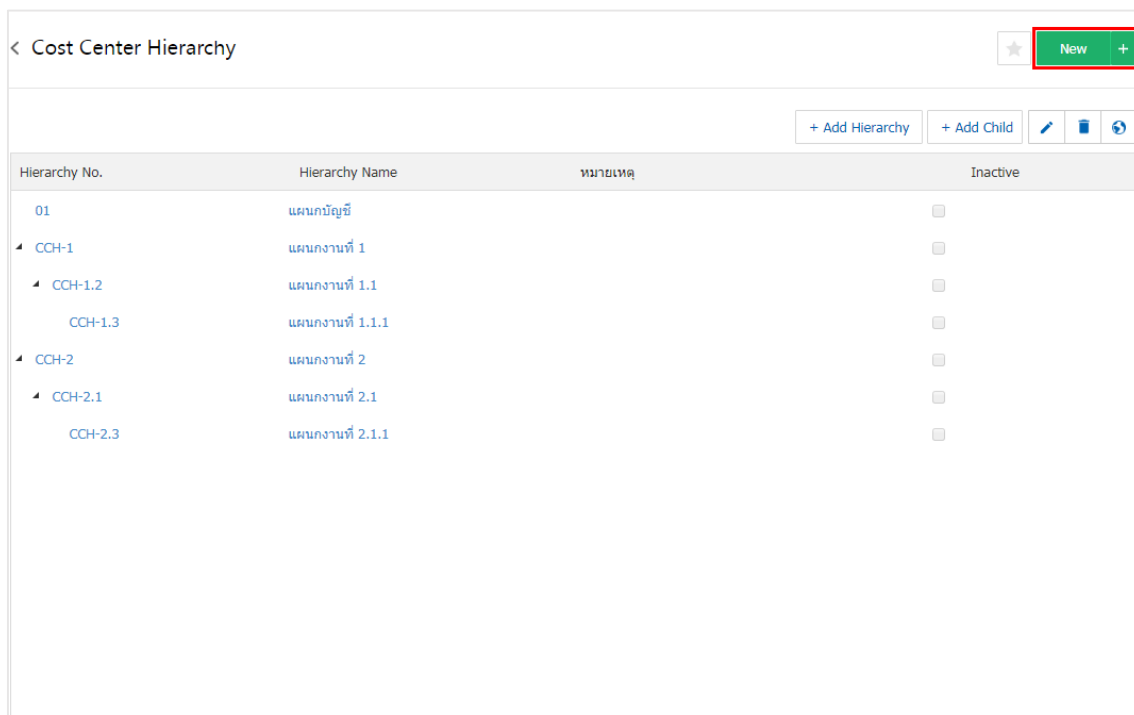 Cost Center Hierarchy
New +
+ Add Hierarchy + Add Child
Hierarchy No. Hierarchy Name หมายเหตุ Inactive
01 แผนกบัญชี
CCH-1 แผนกงานที่ 1
CCH-1.2 แผนกงานที่ 1.1
CCH-1.3 แผนกงานที่ 1.1.1
CCH-2 แผนกงานที่ 2
CCH-2.1 แผนกงานที่ 2.1
CCH-2.3 แผนกงานที่ 2.1.1